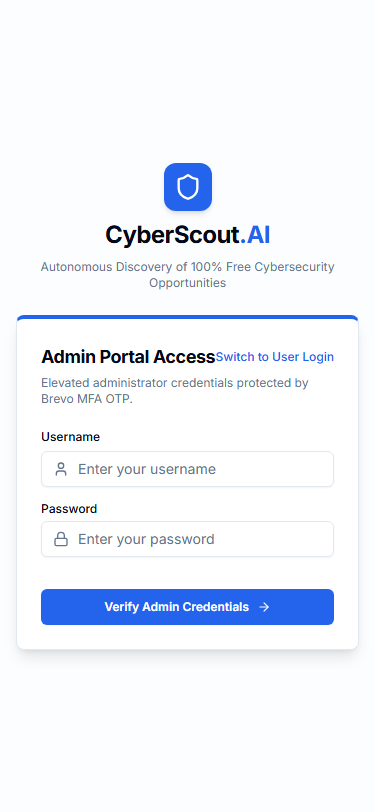 CyberScout.AI
Autonomous Discovery of 100% Free Cybersecurity
Opportunities
Admin Portal Access Switch to User Login
Elevated administrator credentials protected by
Brevo MFA OTP.
Username
Enter your username
Password
Enter your password
Verify Admin Credentials →